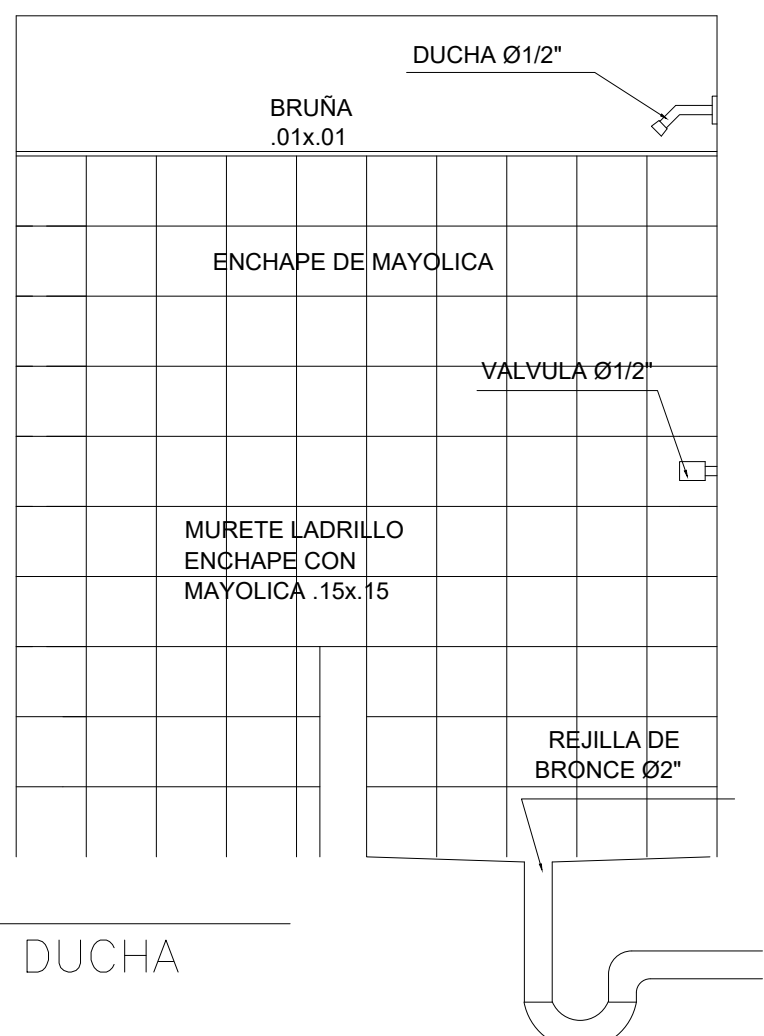 DUCHA Ø1/2"
BRUÑA
.01x.01
ENCHAPE DE MAYOLICA
VALVULA Ø1/2"
MURETE LADRILLO
ENCHAPE CON
MAYOLICA .15x.15
REJILLA DE
BRONCE Ø2"
DUCHA